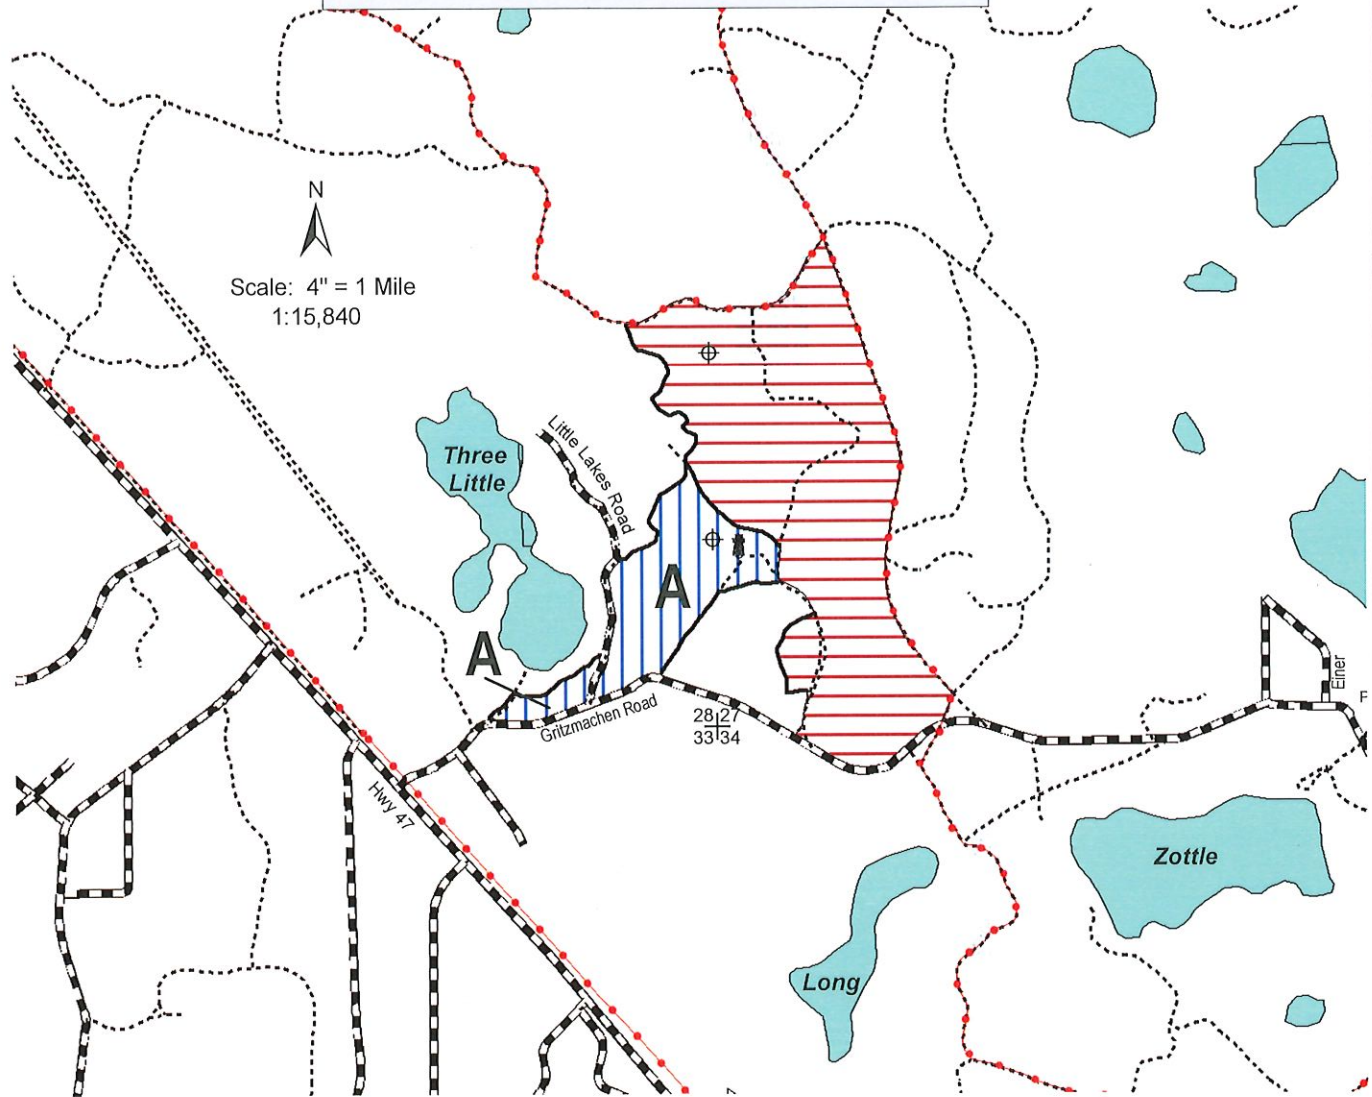 N
Scale: 4" = 1 Mile
1:15,840
Three
Little
Little Lakes Road
A
A
Gritzmachen Road
28 27
33 34
Einer
Hwy 47
Zottle
Long